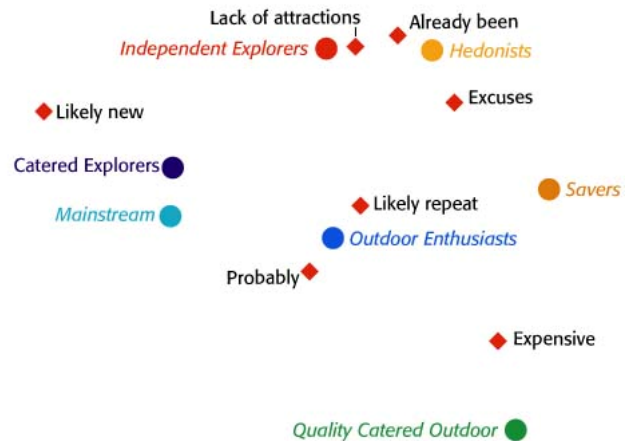 Lack of attractions
Already been
Independent Explorers
Hedonists
Excuses
Likely new
Catered Explorers
Savers
Likely repeat
Mainstream
Outdoor Enthusiasts
Probably
Expensive
Quality Catered Outdoor